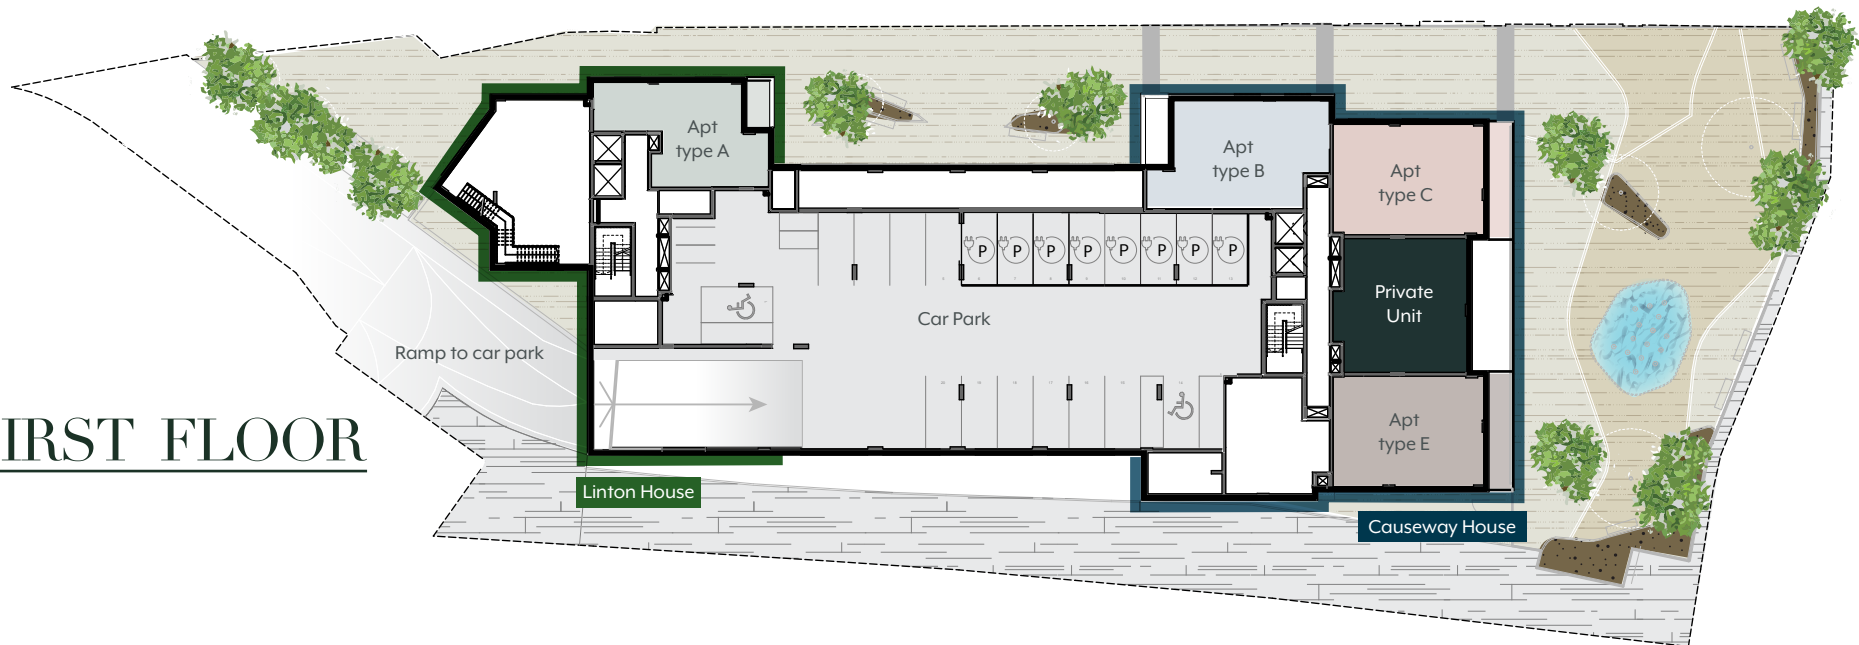 Apt
type A
Apt
type B
Apt
type C
P P P P P P P P
Private
Unit
Car Park
Ramp to car park
Apt
type E
IRST FLOOR
Linton House
Causeway House